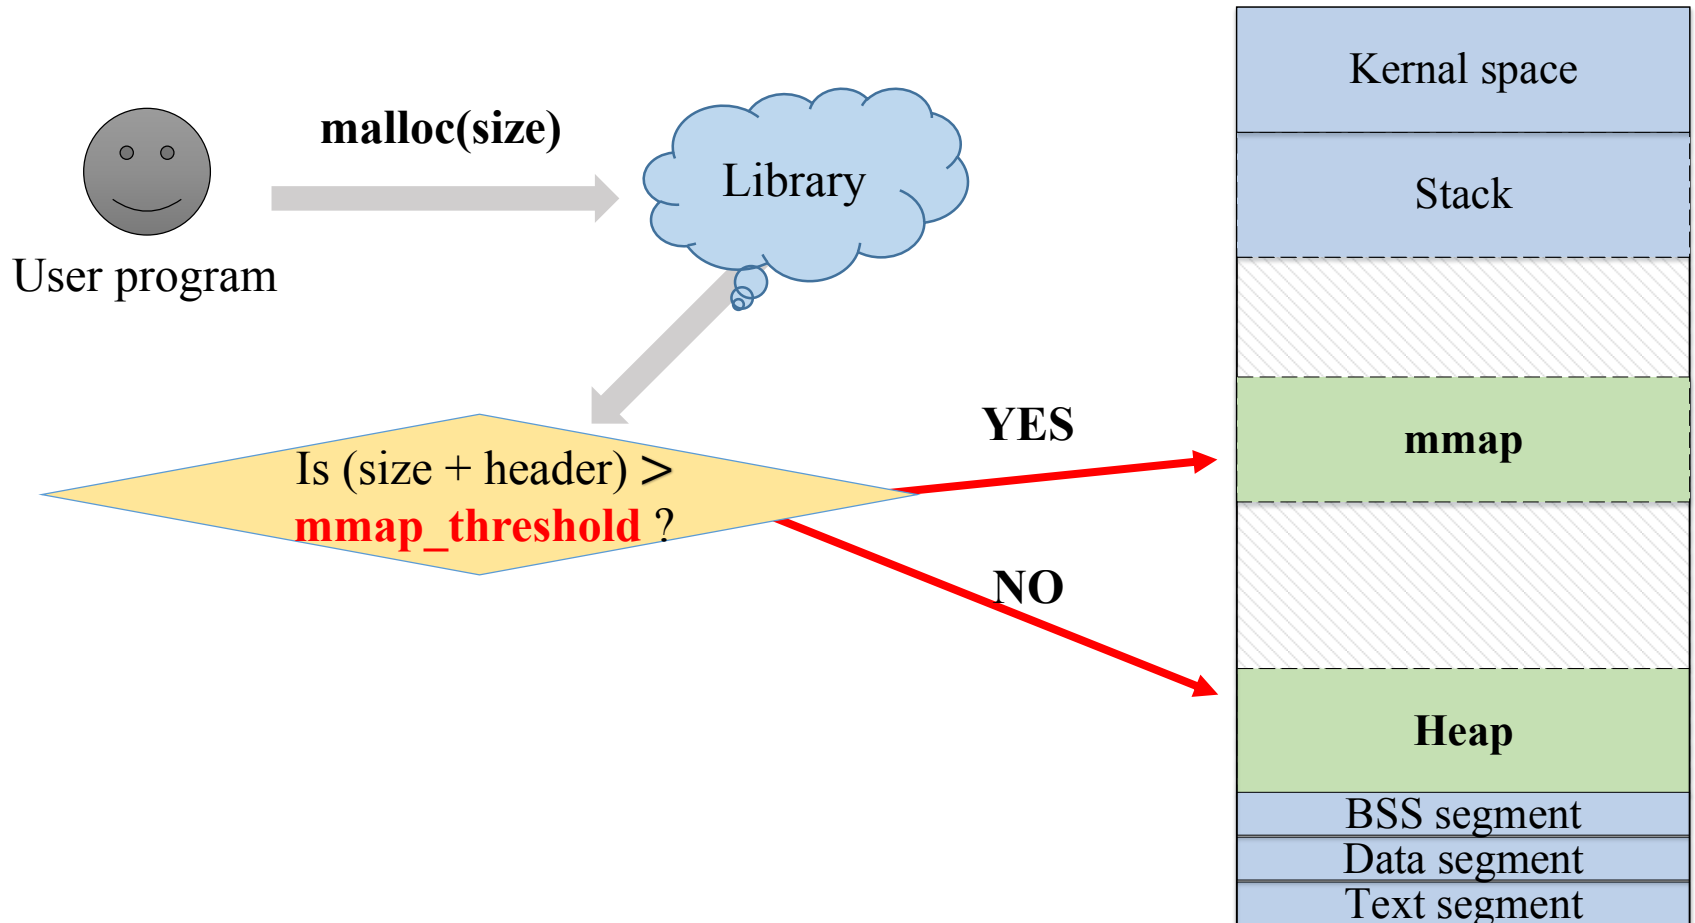 malloc(size)
Library
User program
Is (size + header) >
mmap_threshold ?
YES
NO
Kernal space
Stack
mmap
Heap
BSS segment
Data segment
Text segment